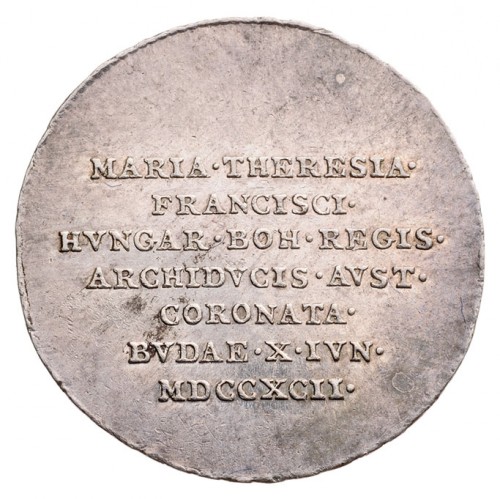 MARIA·THERESIA·
FRANCISCI·
HVNGAR·BOH·REGIS·
ARCHIDVCIS·AVST·
CORONATA·
BVDAE·X·IVN·
MDCCXCII·